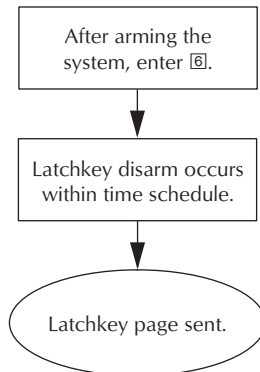 After arming the
system, enter 6.
Latchkey disarm occurs
within time schedule.
Latchkey page sent.